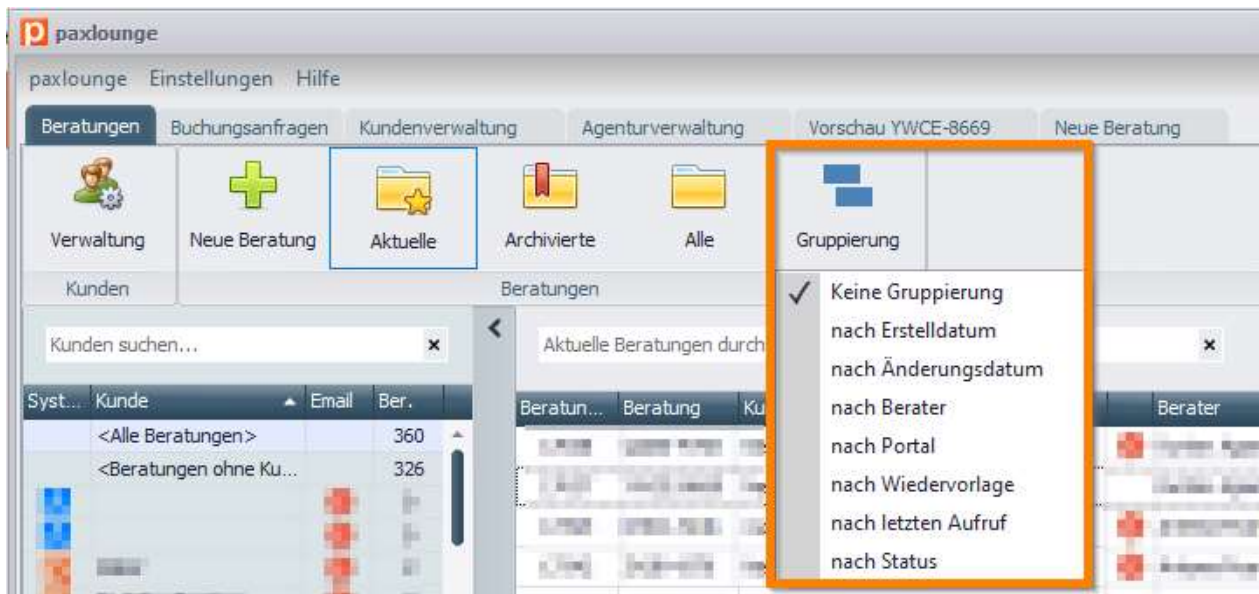 p paxlounge
paxlounge Einstellungen Hilfe
Beratungen Buchungsanfragen Kundenverwaltung Agenturverwaltung Vorschau YWCE-8669 Neue Beratung
Verwaltung Neue Beratung Aktuelle Archivierte Alle Gruppierung
Kunden Beratungen
Keine Gruppierung
nach Erstelldatum
nach Änderungsdatum
nach Berater
nach Portal
nach Wiedervorlage
nach letzten Aufruf
nach Status
Kunden suchen...
Aktuelle Beratungen durch
Syst... Kunde Email Ber.
<Alle Beratungen> 360
<Beratungen ohne Ku... 326
Beratun... Beratung Ku Berater